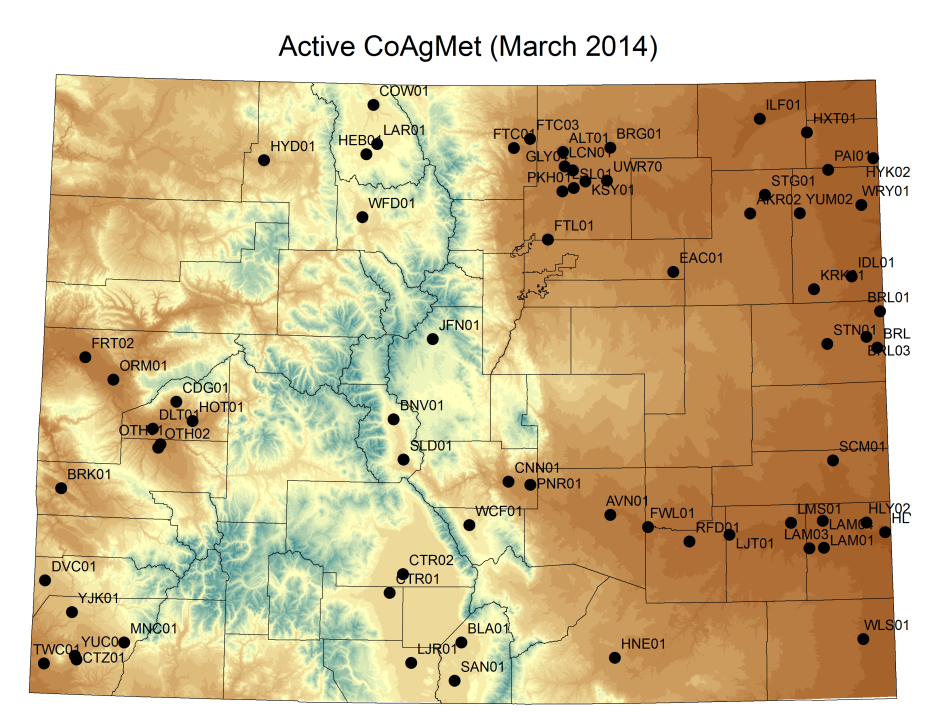 Active CoAgMet (March 2014)
COW01
ILF01
HXT01
FTC03
FTC01
LAR01
HEB01
HYD01
ALT01
BRG01
LCN01
PAI01
HYK02
UWR70
PKH01
KSY01
STG01
WRY01
AKR02
YUM02
WFD01
FTL01
EAC01
IDL01
KRK01
BRL01
JFN01
STN01
BRL
BRL03
FRT02
ORM01
CDG01
HOT01
DLT01
OTH02
BNV01
SLD01
SCM01
CNN01
PNR01
BRK01
AVN01
WCF01
FWL01
RFD01
LJT01
LMS01
HLY02
HL
LAM04
LAM03
LAM01
DVC01
CTR02
CTR01
YJK01
MNC01
YUC01
TWC01
CTZ01
BLA01
LJR01
SAN01
HNE01
WLS01